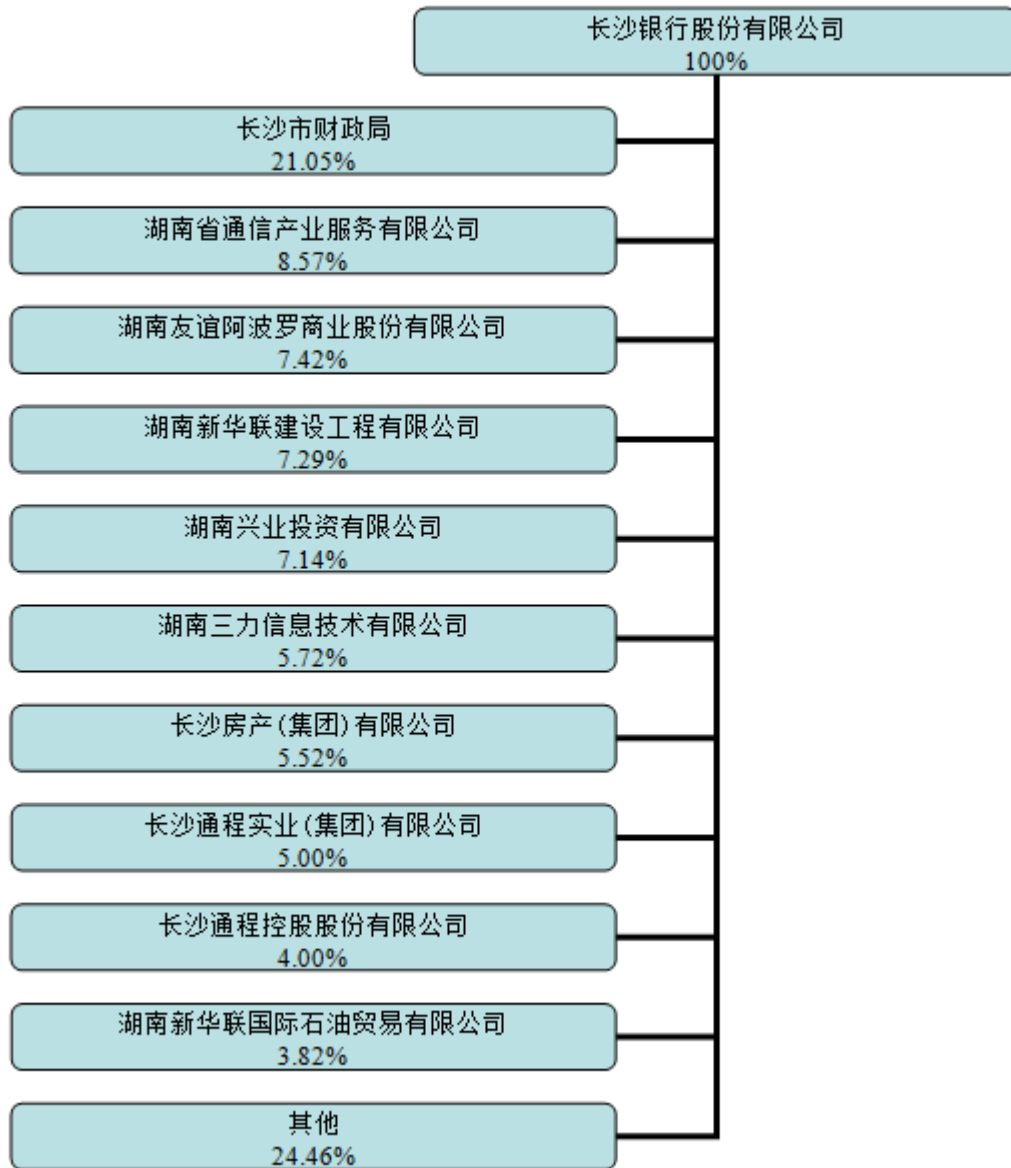 长沙银行股份有限公司
100%
长沙市财政局
21.05%
湖南省通信产业服务有限公司
8.57%
湖南友谊阿波罗商业股份有限公司
7.42%
湖南新华联建设工程有限公司
7.29%
湖南兴业投资有限公司
7.14%
湖南三力信息技术有限公司
5.72%
长沙房产(集团)有限公司
5.52%
长沙通程实业(集团)有限公司
5.00%
长沙通程控股股份有限公司
4.00%
湖南新华联国际石油贸易有限公司
3.82%
其他
24.46%